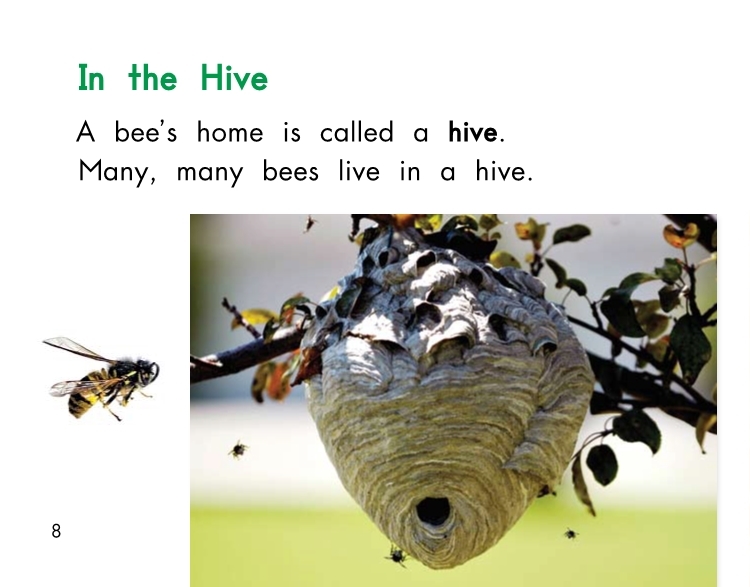 In the Hive
A bee's home is called a hive.
Many, many bees live in a hive.
8